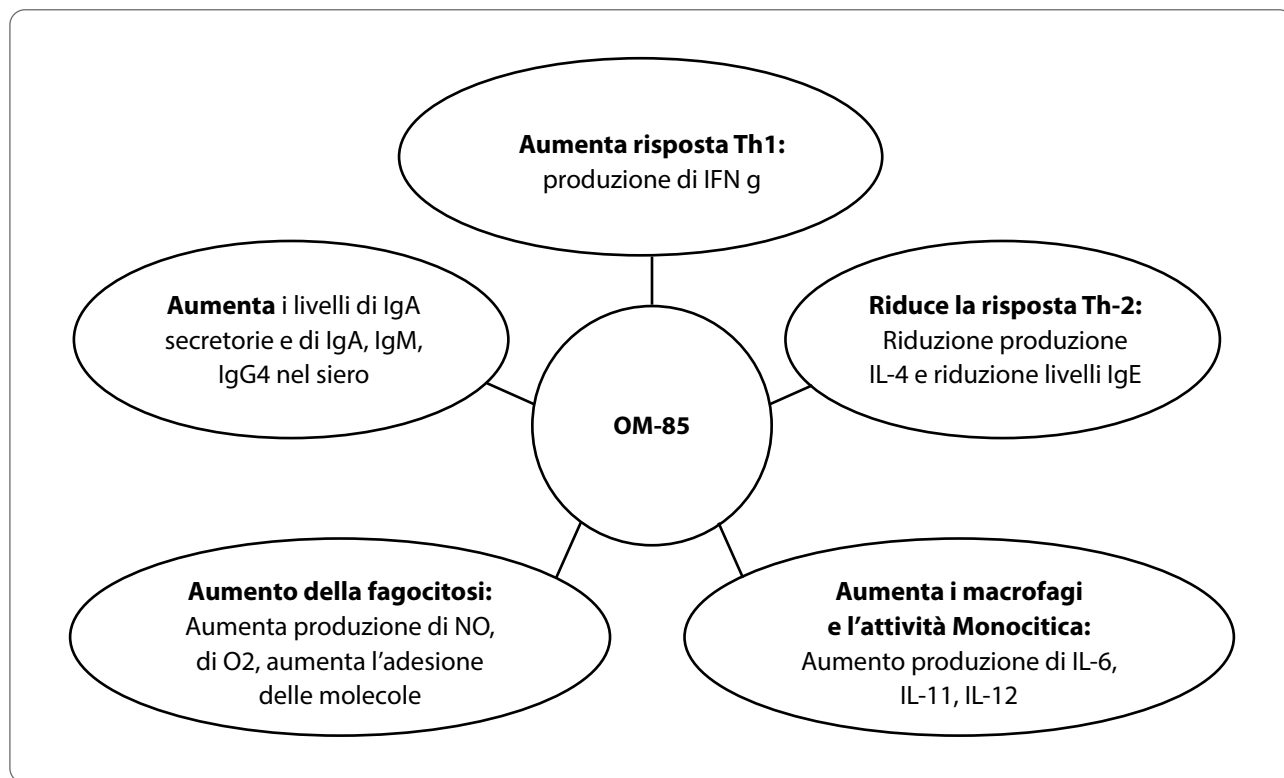 Aumenta risposta Th1:
produzione di IFN g
Aumenta i livelli di IgA
secretorie e di IgA, IgM,
IgG4 nel siero
Riduce la risposta Th-2:
Riduzione produzione
IL-4 e riduzione livelli IgE
OM-85
Aumento della fagocitosi:
Aumenta produzione di NO,
di O2, aumenta l’adesione
delle molecole
Aumenta i macrofagi
e l’attività Monocitica:
Aumento produzione di IL-6,
IL-11, IL-12